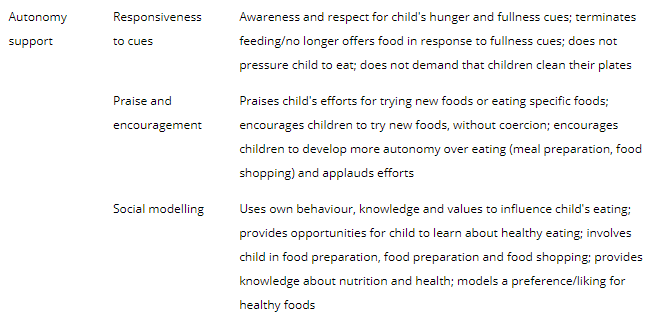 Autonomy support
Responsiveness to cues
Awareness and respect for child's hunger and fullness cues; terminates
feeding/no longer offers food in response to fullness cues; does not
pressure child to eat; does not demand that children clean their plates
Praise and encouragement
Praises child's efforts for trying new foods or eating specific foods;
encourages children to try new foods, without coercion; encourages
children to develop more autonomy over eating (meal preparation, food
shopping) and applauds efforts
Social modelling
Uses own behaviour, knowledge and values to influence child's eating;
provides opportunities for child to learn about healthy eating; involves
child in food preparation, food preparation and food shopping; provides
knowledge about nutrition and health; models a preference/liking for
healthy foods